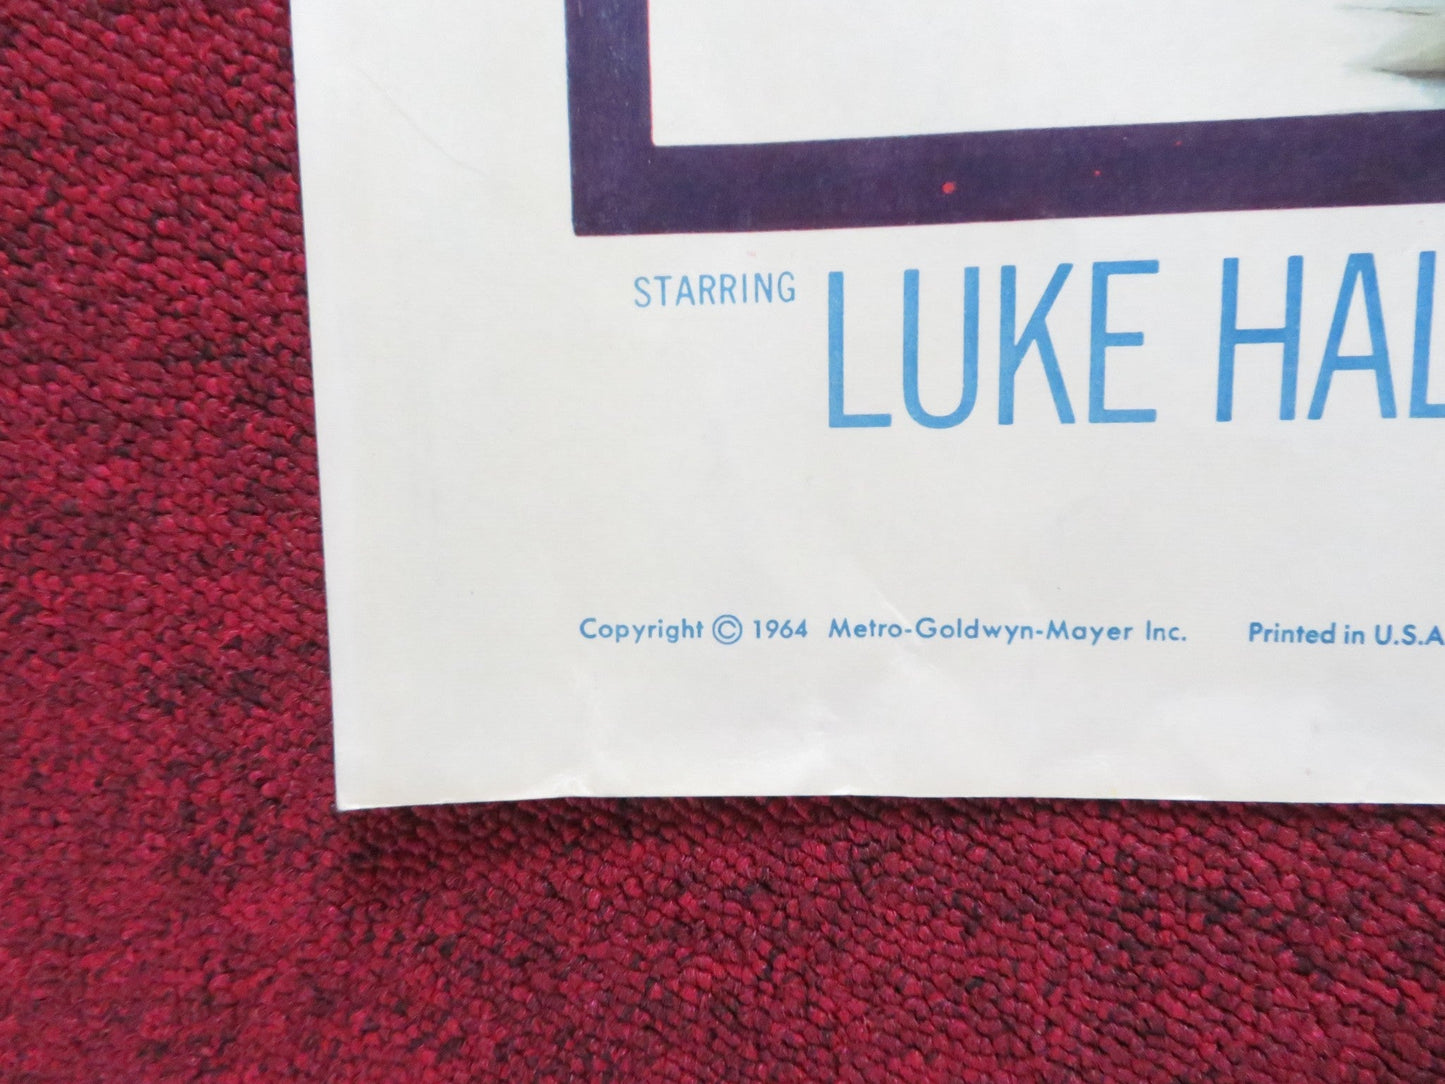 STARRING LUKE HAL
Copyright © 1964 Metro-Goldwyn-Mayer Inc. Printed in U.S.A